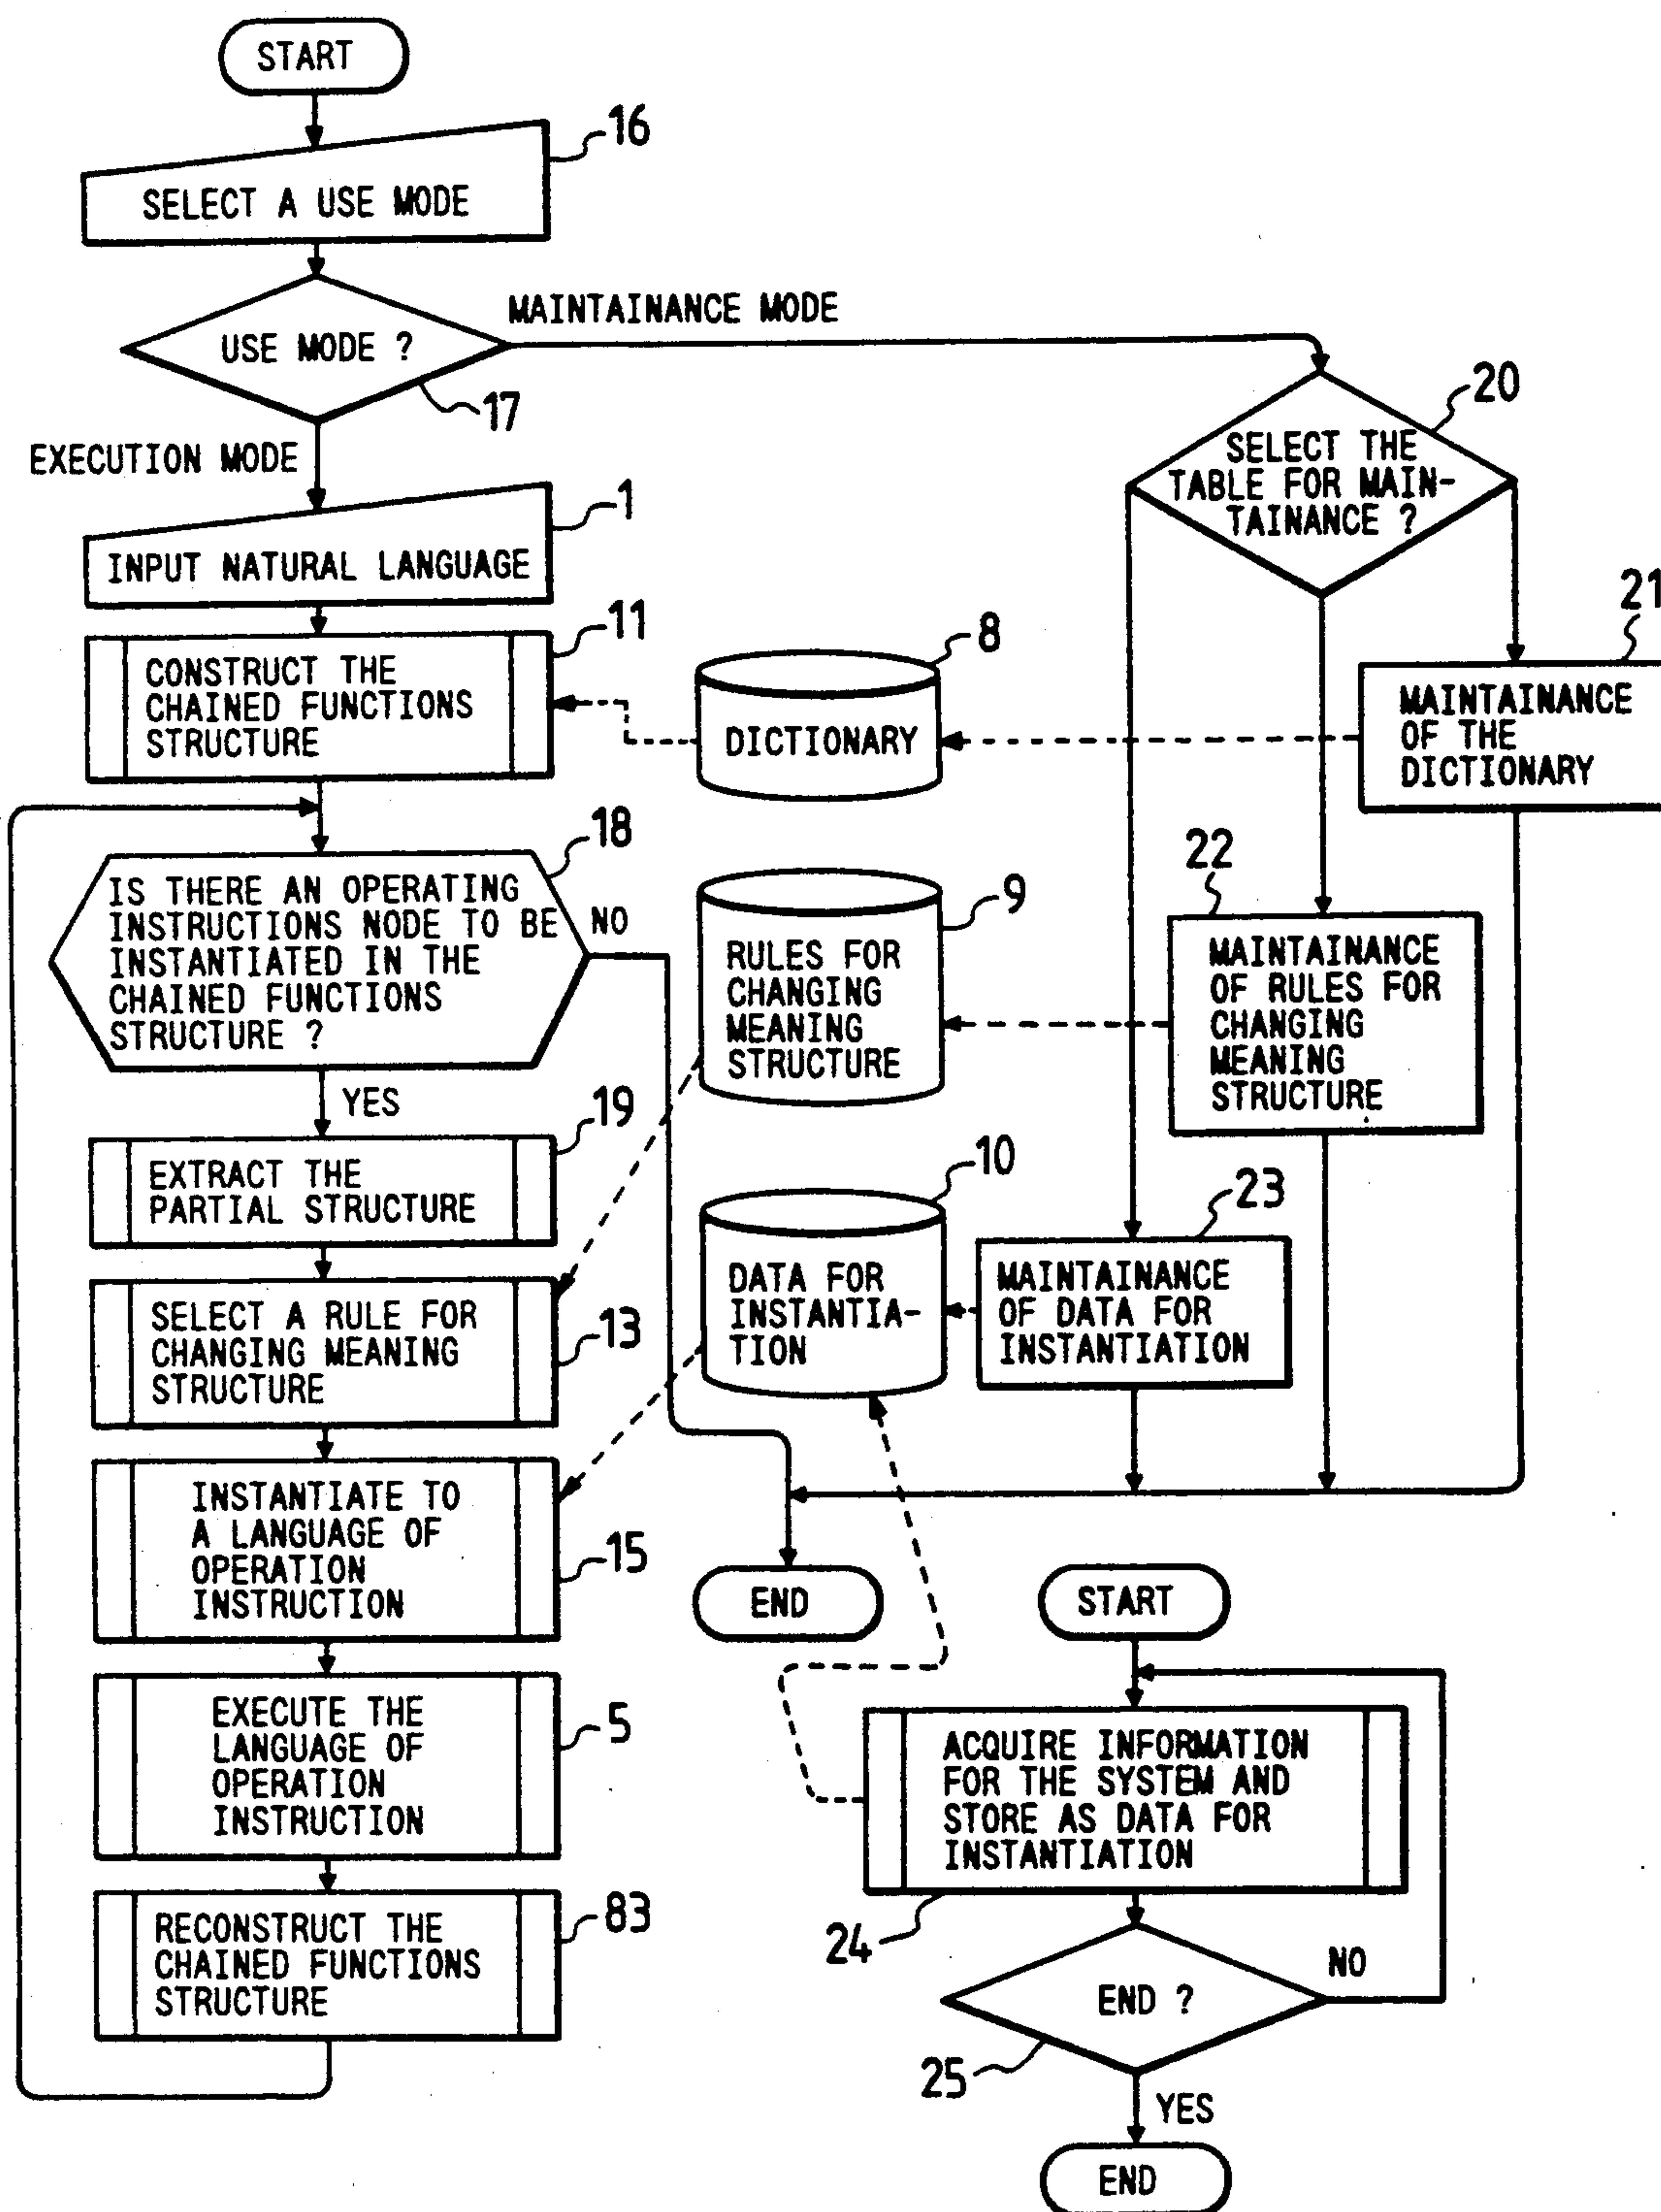 START
16
SELECT A USE MODE
USE MODE ?
17
MAINTAINANCE MODE
EXECUTION MODE
1
INPUT NATURAL LANGUAGE
11
CONSTRUCT THE
CHAINED FUNCTIONS
STRUCTURE
18
IS THERE AN OPERATING
INSTRUCTIONS NODE TO BE
INSTANTIATED IN THE
CHAINED FUNCTIONS
STRUCTURE ?
NO
YES
19
EXTRACT THE
PARTIAL STRUCTURE
SELECT A RULE FOR
CHANGING MEANING
STRUCTURE
13
INSTANTIATE TO
A LANGUAGE OF
OPERATION
INSTRUCTION
15
EXECUTE THE
LANGUAGE OF
OPERATION
INSTRUCTION
5
RECONSTRUCT THE
CHAINED FUNCTIONS
STRUCTURE
83
8
DICTIONARY
9
RULES FOR
CHANGING
MEANING
STRUCTURE
10
DATA FOR
INSTANTIA-
TION
20
SELECT THE
TABLE FOR MAIN-
TAINANCE ?
21
MAINTAINANCE
OF THE
DICTIONARY
22
MAINTAINANCE
OF RULES FOR
CHANGING
MEANING
STRUCTURE
23
MAINTAINANCE
OF DATA FOR
INSTANTIATION
END
START
ACQUIRE INFORMATION
FOR THE SYSTEM AND
STORE AS DATA FOR
INSTANTIATION
24
END ?
NO
25
YES
END